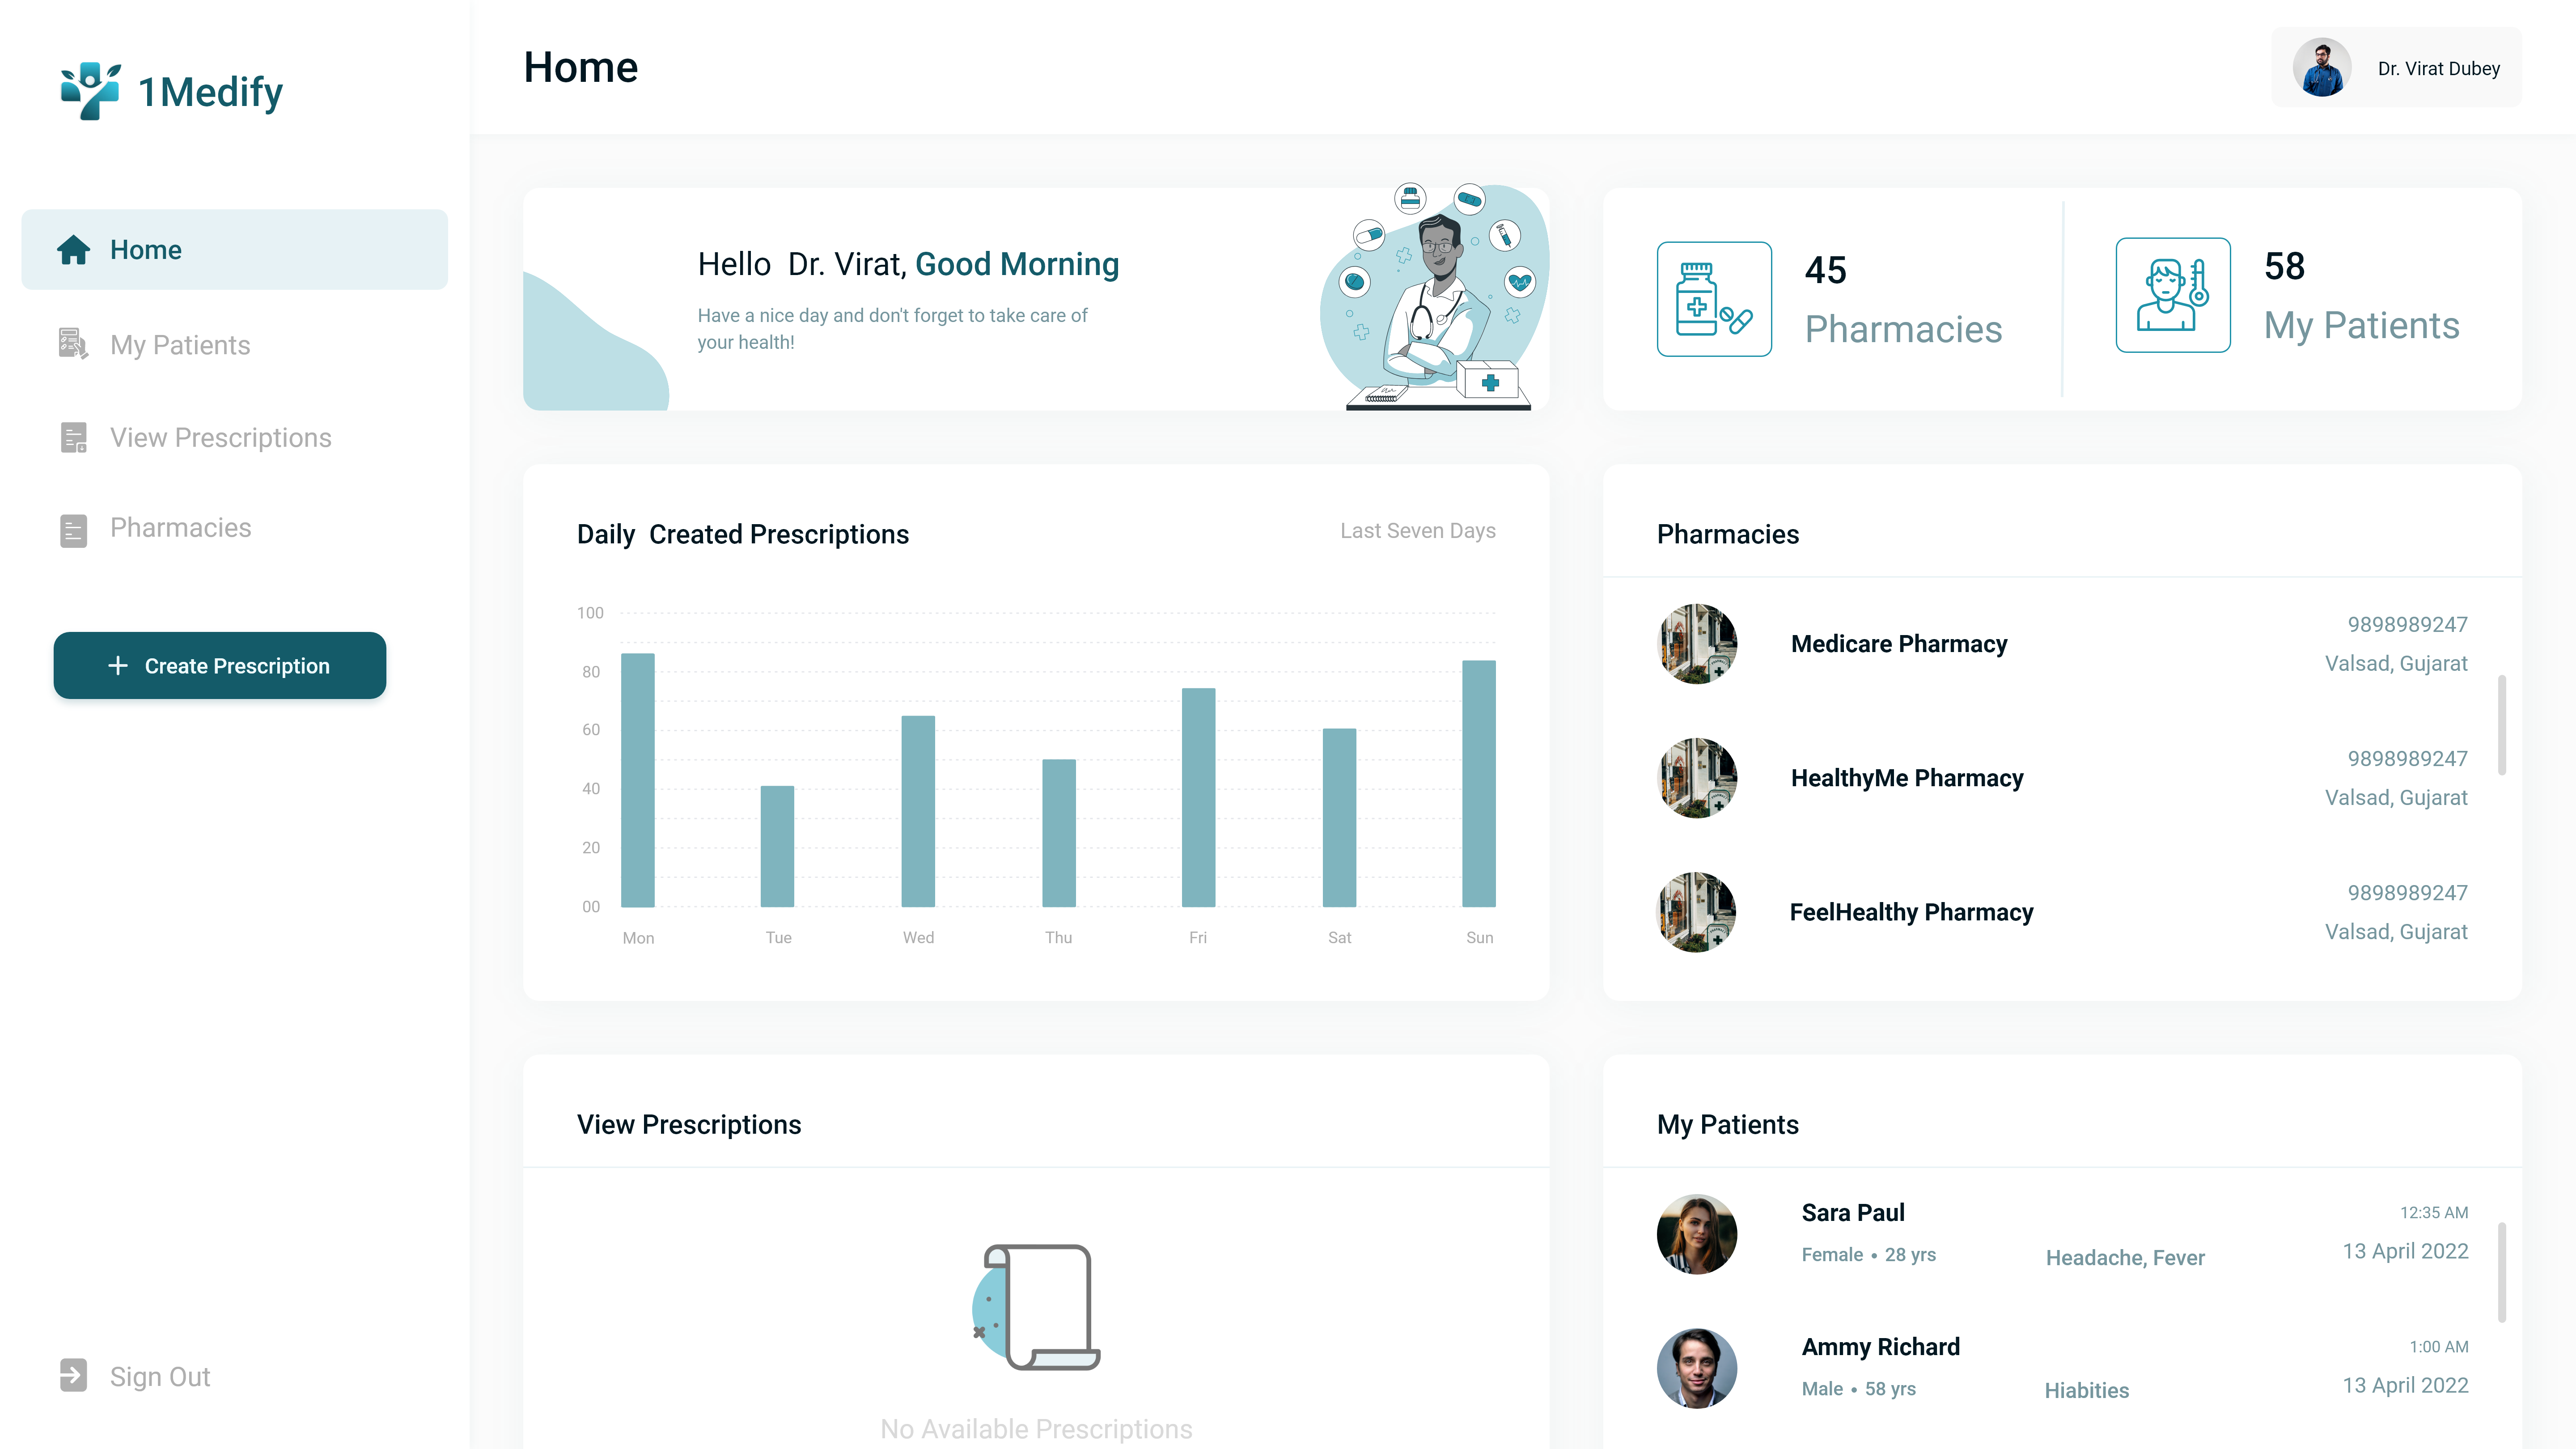 1Medify
Home
My Patients
View Prescriptions
Pharmacies
Create Prescription
Sign Out
Home
Dr. Virat Dubey
Hello  Dr. Virat, Good Morning
Have a nice day and don't forget to take care of
your health!
45
Pharmacies
58
My Patients
Daily  Created Prescriptions
Last Seven Days
100
80
60
40
20
00
Mon Tue Wed Thu Fri Sat Sun
Pharmacies
Medicare Pharmacy
9898989247
Valsad, Gujarat
HealthyMe Pharmacy
9898989247
Valsad, Gujarat
FeelHealthy Pharmacy
9898989247
Valsad, Gujarat
View Prescriptions
No Available Prescriptions
My Patients
Sara Paul
12:35 AM
Female • 28 yrs
Headache, Fever
13 April 2022
Ammy Richard
1:00 AM
Male • 58 yrs
Hiabities
13 April 2022